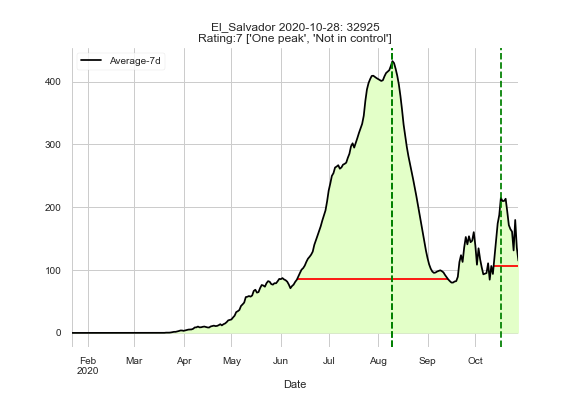 El_Salvador 2020-10-28: 32925
Rating:7 ['One peak', 'Not in control']
Average-7d
400
300
200
100
0
Feb Mar Apr May Jun Jul Aug Sep Oct
2020
Date